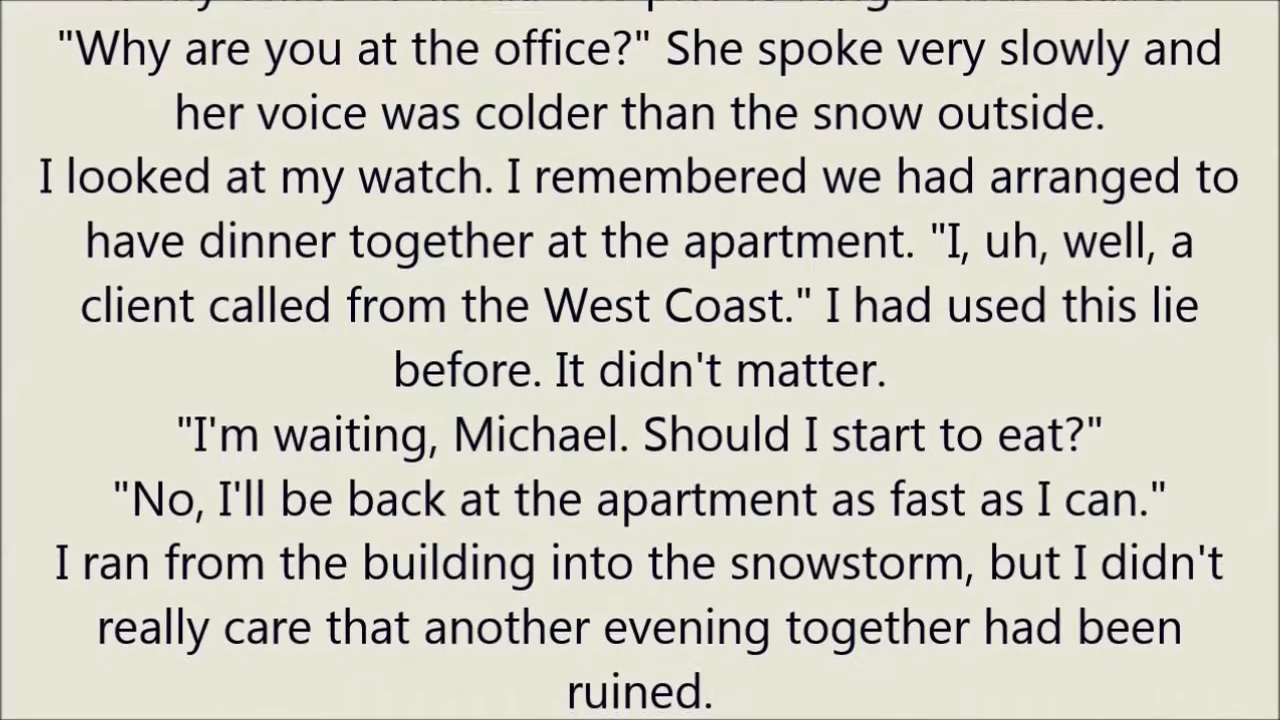 "Why are you at the office?" She spoke very slowly and
her voice was colder than the snow outside.
I looked at my watch. I remembered we had arranged to
have dinner together at the apartment. "I, uh, well, a
client called from the West Coast." I had used this lie
before. It didn't matter.
"I'm waiting, Michael. Should I start to eat?"
"No, I'll be back at the apartment as fast as I can."
I ran from the building into the snowstorm, but I didn't
really care that another evening together had been
ruined.